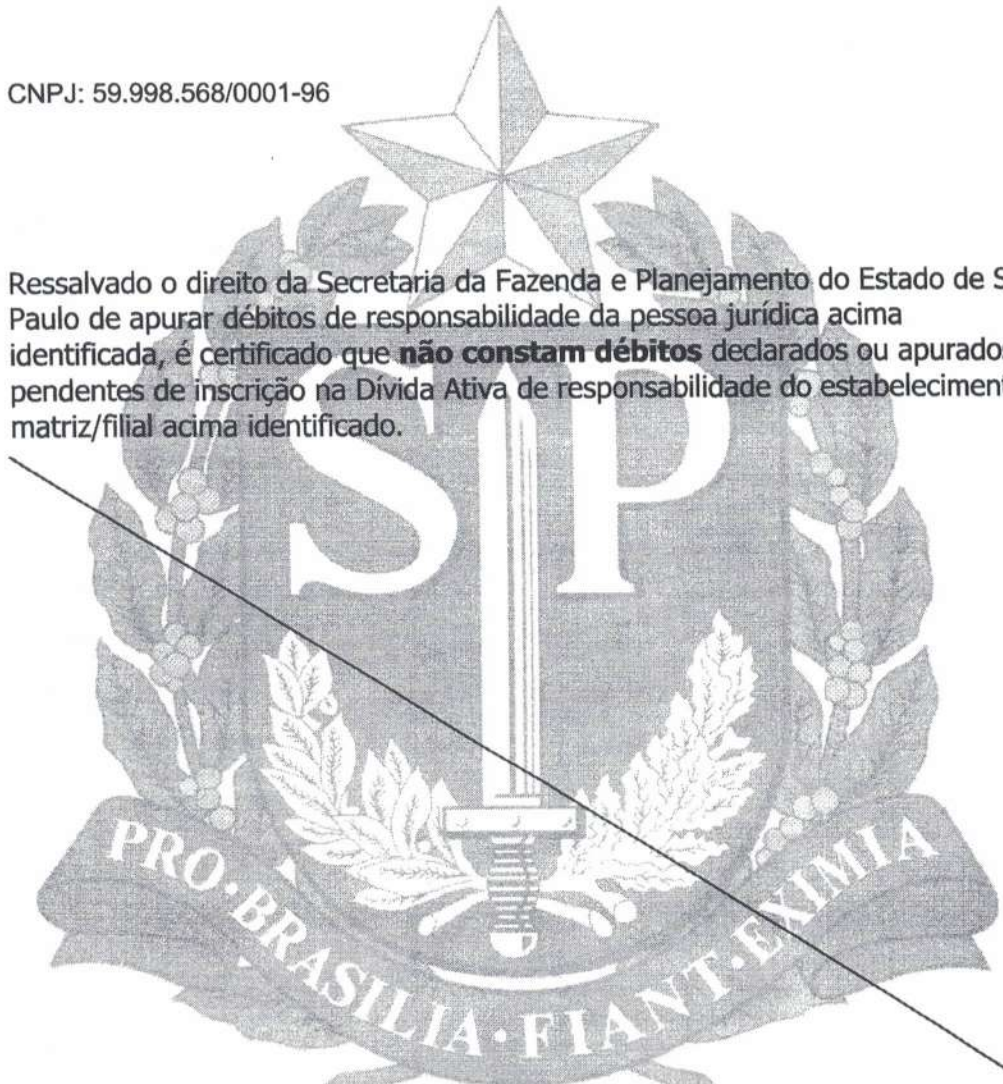 CNPJ: 59.998.568/0001-96
Ressalvado o direito da Secretaria da Fazenda e Planejamento do Estado de S
Paulo de apurar débitos de responsabilidade da pessoa jurídica acima
identificada, é certificado que não constam débitos declarados ou apurados
pendentes de inscrição na Dívida Ativa de responsabilidade do estabeleciment
matriz/filial acima identificado.
SP
PRO·BRASILIA·FIANT·EXIMIA